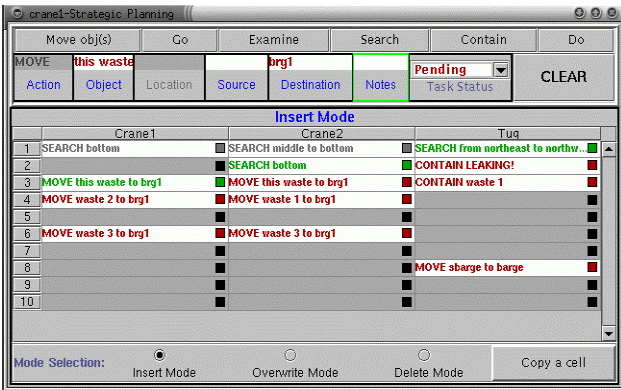 crane1-Strategic Planning
Move obj(s) Go Examine Search Contain Do
MOVE this waste brg1 Pending CLEAR
Action Object Location Source Destination Notes Task Status
Insert Mode
Crane1 Crane2 Tuq
1 SEARCH bottom SEARCH middle to bottom SEARCH from northeast to northw...
2 SEARCH bottom CONTAIN LEAKING!
3 MOVE this waste to brg1 MOVE this waste to brg1 CONTAIN waste 1
4 MOVE waste 2 to brg1 MOVE waste 1 to brg1
5
6 MOVE waste 3 to brg1 MOVE waste 3 to brg1
7
8 MOVE sbarge to barge
9
10
Mode Selection: Insert Mode Overwrite Mode Delete Mode Copy a cell